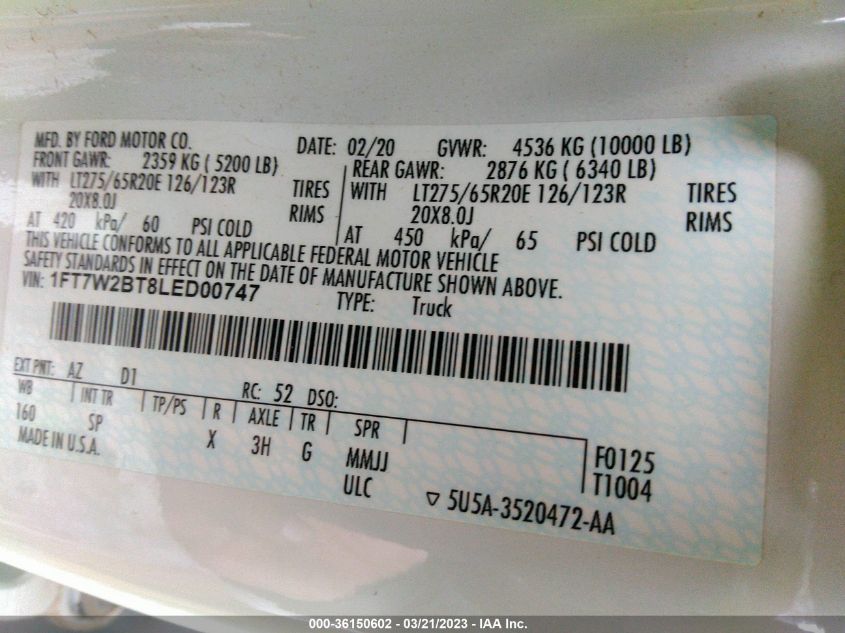 MFD. BY FORD MOTOR CO.
DATE: 02/20 GVWR: 4536 KG (10000 LB)
FRONT GAWR: 2359 KG ( 5200 LB)
REAR GAWR: 2876 KG ( 6340 LB)
WITH LT275/65R20E 126/123R TIRES
WITH LT275/65R20E 126/123R TIRES
20X8.0J RIMS
20X8.0J RIMS
AT 420 kPa/ 60 PSI COLD
AT 450 kPa/ 65 PSI COLD
THIS VEHICLE CONFORMS TO ALL APPLICABLE FEDERAL MOTOR VEHICLE
SAFETY STANDARDS IN EFFECT ON THE DATE OF MANUFACTURE SHOWN ABOVE.
VIN: 1FT7W2BT8LED00747
TYPE: Truck
EXT PNT: AZ D1
RC: 52 DSO:
WB INT TR TP/PS R AXLE TR SPR
160 SP X 3H G MMJJ
ULC
MADE IN U.S.A.
F0125
T1004
5U5A-3520472-AA
000-36150602 - 03/21/2023 - IAA Inc.